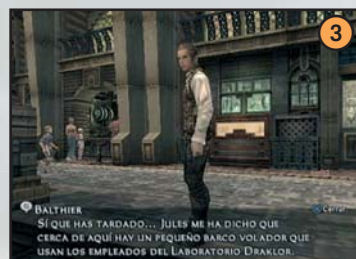 3
BALTHIER
SÍ QUE HAS TARDADO... JULES ME HA DICHO QUE
CERCA DE AQUÍ HAY UN PEQUEÑO BARCO VOLADOR QUE
USAN LOS EMPLEADOS DEL LABORATORIO DRAKLOR.
Cerrar